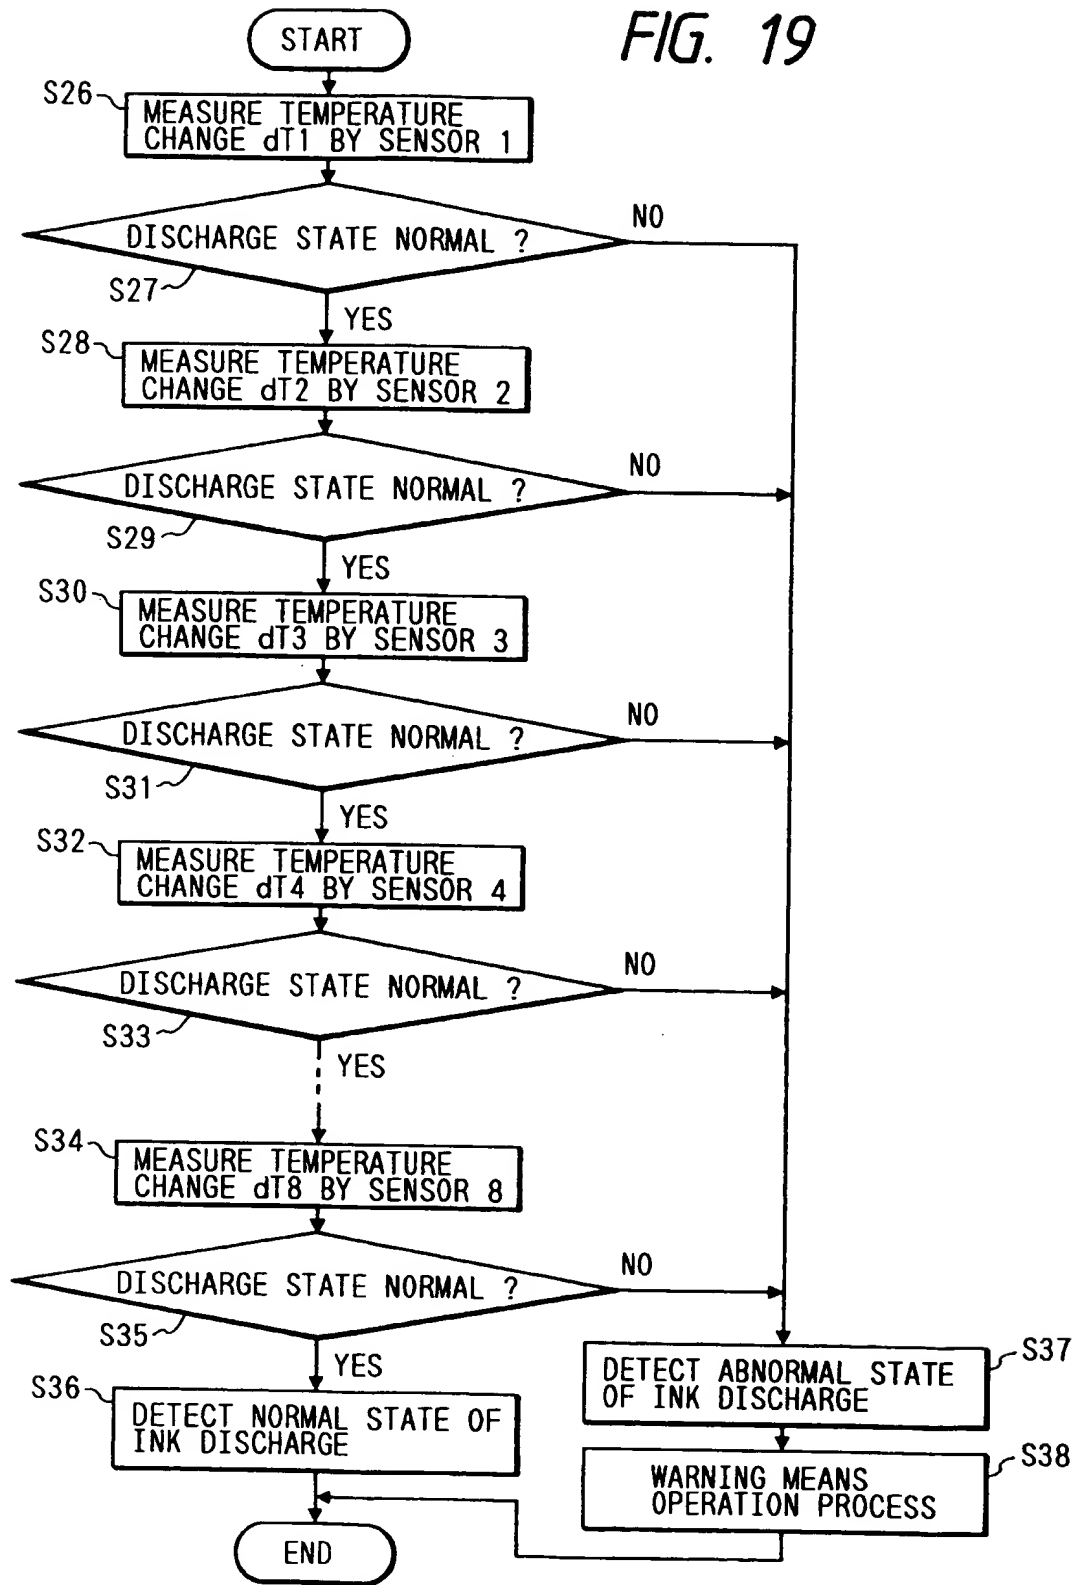 FIG. 19
START
S26
MEASURE TEMPERATURE
CHANGE dT1 BY SENSOR 1
DISCHARGE STATE NORMAL ?
NO
S27
YES
S28
MEASURE TEMPERATURE
CHANGE dT2 BY SENSOR 2
DISCHARGE STATE NORMAL ?
NO
S29
YES
S30
MEASURE TEMPERATURE
CHANGE dT3 BY SENSOR 3
DISCHARGE STATE NORMAL ?
NO
S31
YES
S32
MEASURE TEMPERATURE
CHANGE dT4 BY SENSOR 4
DISCHARGE STATE NORMAL ?
NO
S33
YES
S34
MEASURE TEMPERATURE
CHANGE dT8 BY SENSOR 8
DISCHARGE STATE NORMAL ?
NO
S35
YES
S36
DETECT NORMAL STATE OF
INK DISCHARGE
S37
DETECT ABNORMAL STATE
OF INK DISCHARGE
S38
WARNING MEANS
OPERATION PROCESS
END